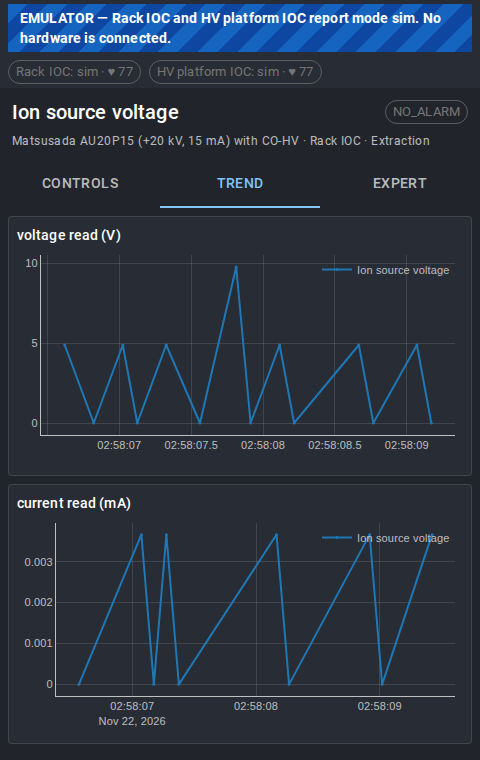 EMULATOR — Rack IOC and HV platform IOC report mode sim. No
hardware is connected.
Rack IOC: sim · ♥ 77
HV platform IOC: sim · ♥ 77
Ion source voltage
NO_ALARM
Matsusada AU20P15 (+20 kV, 15 mA) with CO-HV · Rack IOC · Extraction
CONTROLS
TREND
EXPERT
voltage read (V)
Ion source voltage
10
5
0
02:58:07
02:58:07.5
02:58:08
02:58:08.5
02:58:09
current read (mA)
Ion source voltage
0.003
0.002
0.001
0
02:58:07
02:58:08
02:58:09
Nov 22, 2026